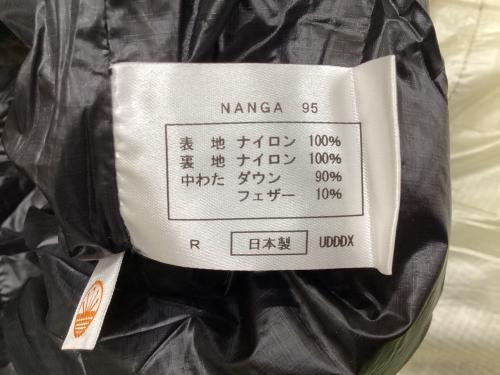 NANGA 95
表 地 ナイロン 100%
裏 地 ナイロン 100%
中わた ダウン 90%
フェザー 10%
R 日本製 UDDDX